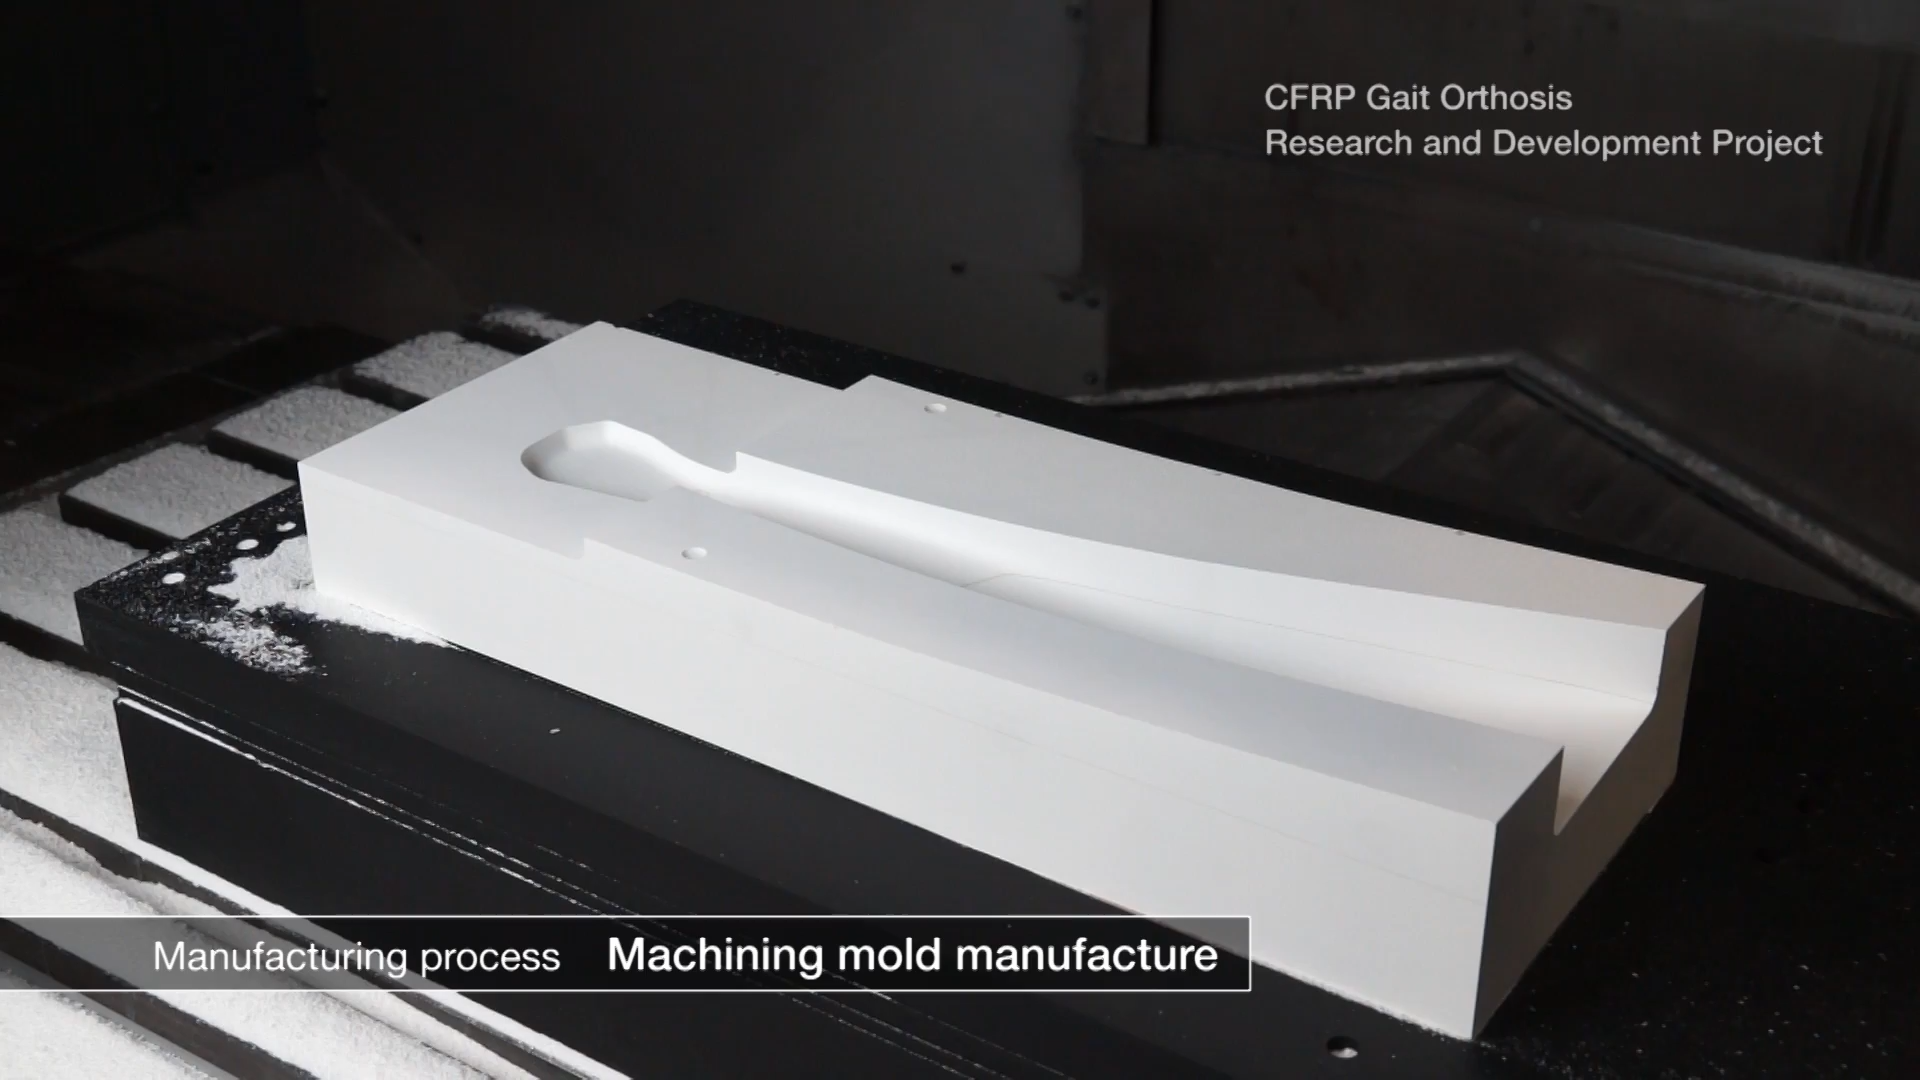 CFRP Gait Orthosis
Research and Development Project
Manufacturing process Machining mold manufacture